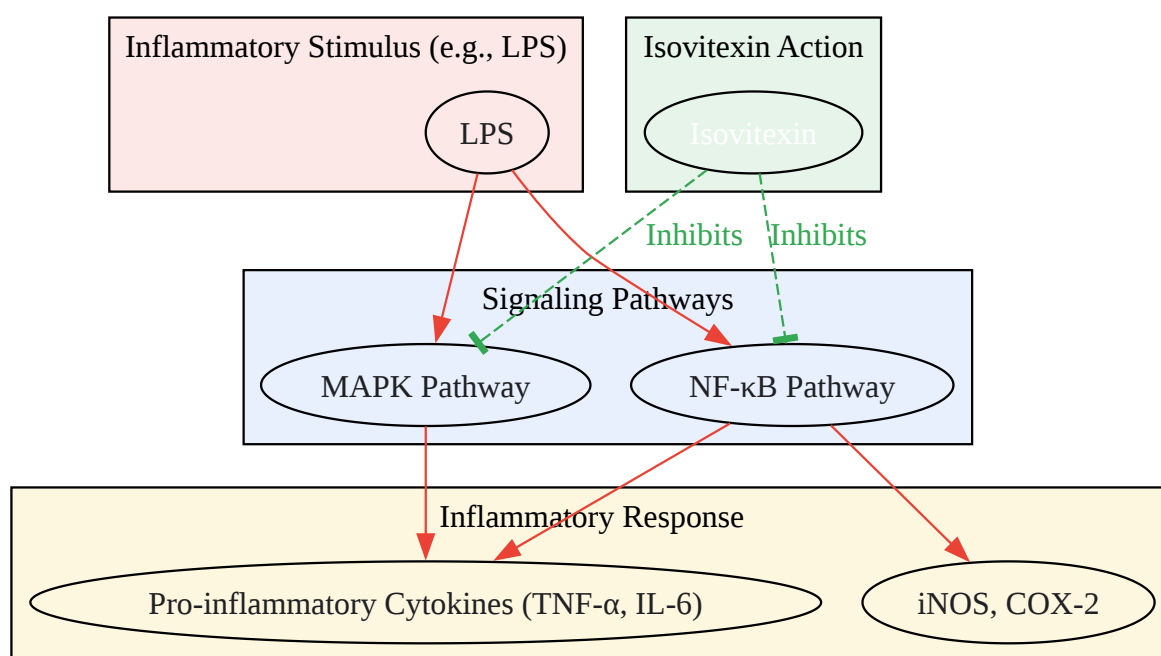 Inflammatory Stimulus (e.g., LPS)
Isovitexin Action
LPS
Isovitexin
Inhibits
Inhibits
Signaling Pathways
MAPK Pathway
NF-κB Pathway
Inflammatory Response
Pro-inflammatory Cytokines (TNF-α, IL-6)
iNOS, COX-2